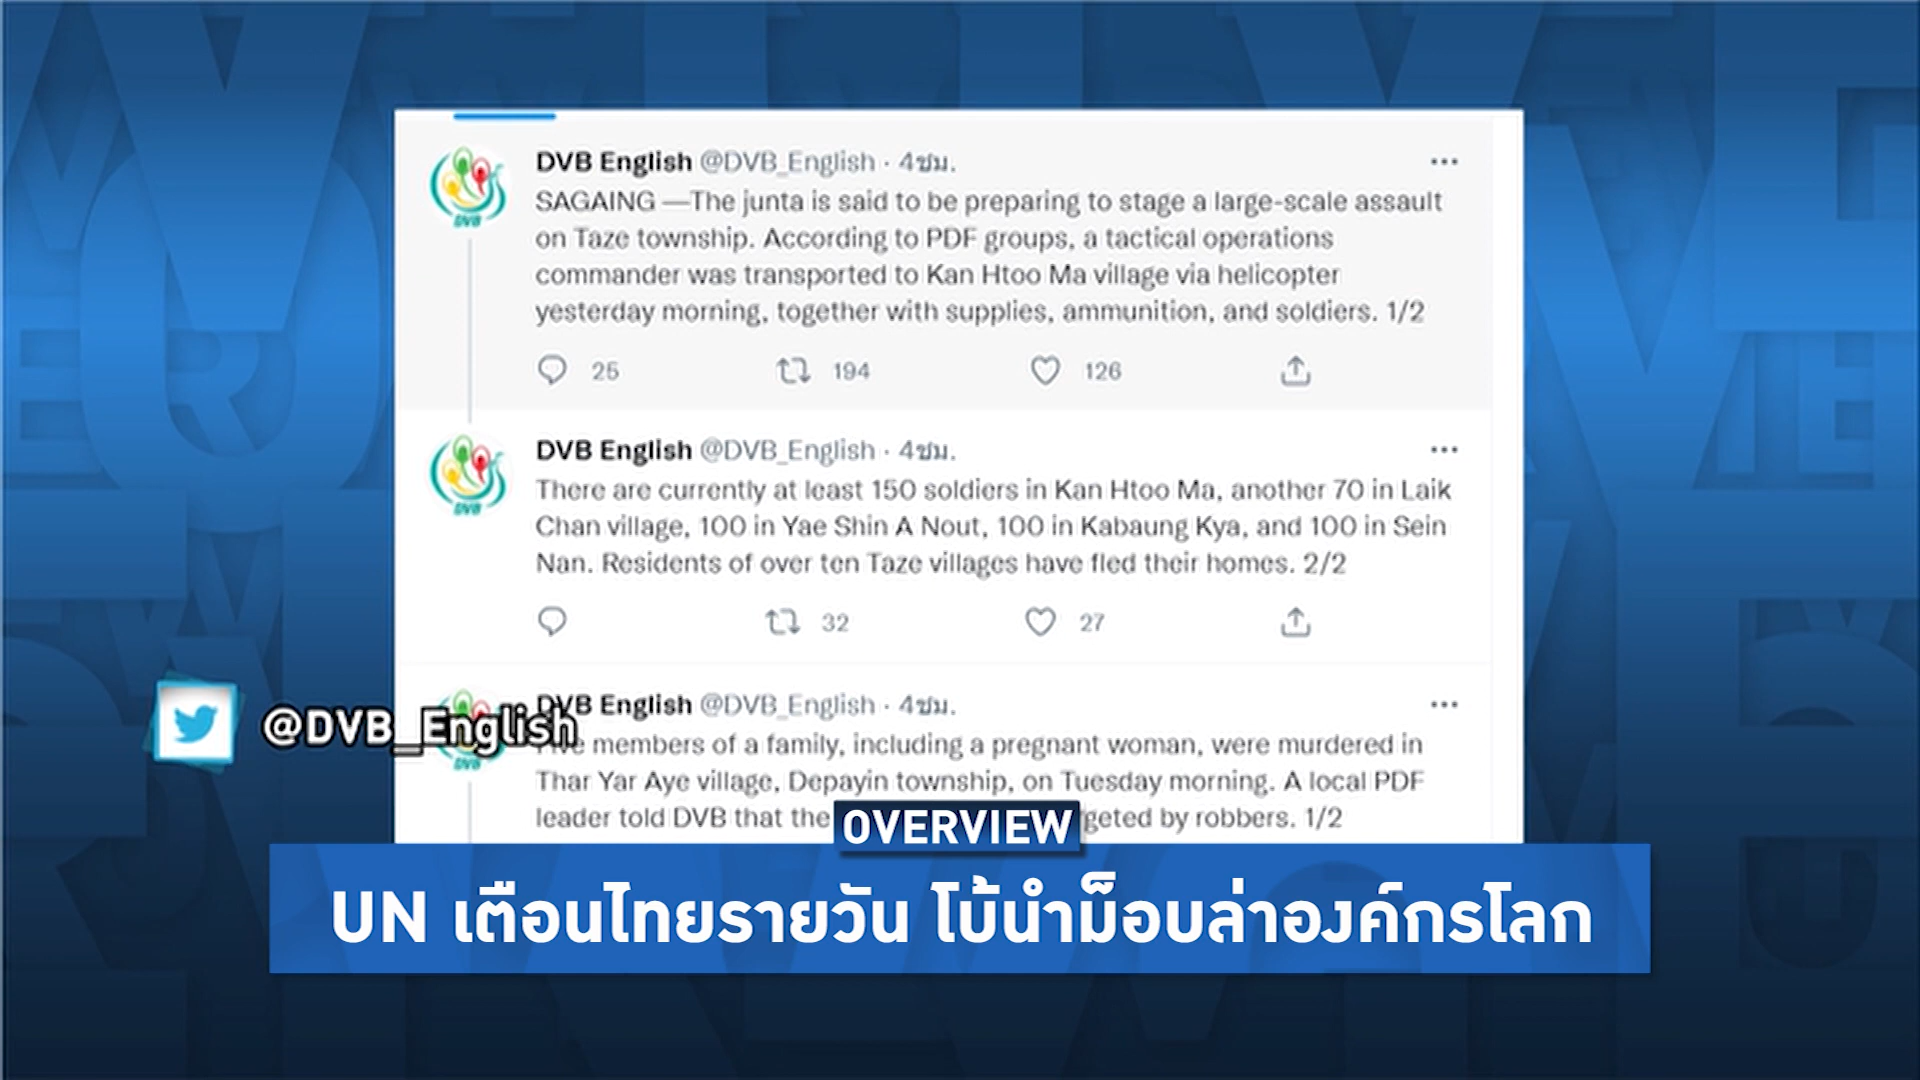 DVB English @DVB_English · 4ชม.
SAGAING —The junta is said to be preparing to stage a large-scale assault
on Taze township. According to PDF groups, a tactical operations
commander was transported to Kan Htoo Ma village via helicopter
yesterday morning, together with supplies, ammunition, and soldiers. 1/2
25 194 126
DVB English @DVB_English · 4ชม.
There are currently at least 150 soldiers in Kan Htoo Ma, another 70 in Laik
Chan village, 100 in Yae Shin A Nout, 100 in Kabaung Kya, and 100 in Sein
Nan. Residents of over ten Taze villages have fled their homes. 2/2
32 27
DVB English @DVB_English · 4ชม.
@DVB_English
members of a family, including a pregnant woman, were murdered in
Thar Yar Aye village, Depayin township, on Tuesday morning. A local PDF
leader told DVB that the geted by robbers. 1/2
OVERVIEW
UN เตือนไทยรายวัน โบ้นำม็อบล่าองค์กรโลก